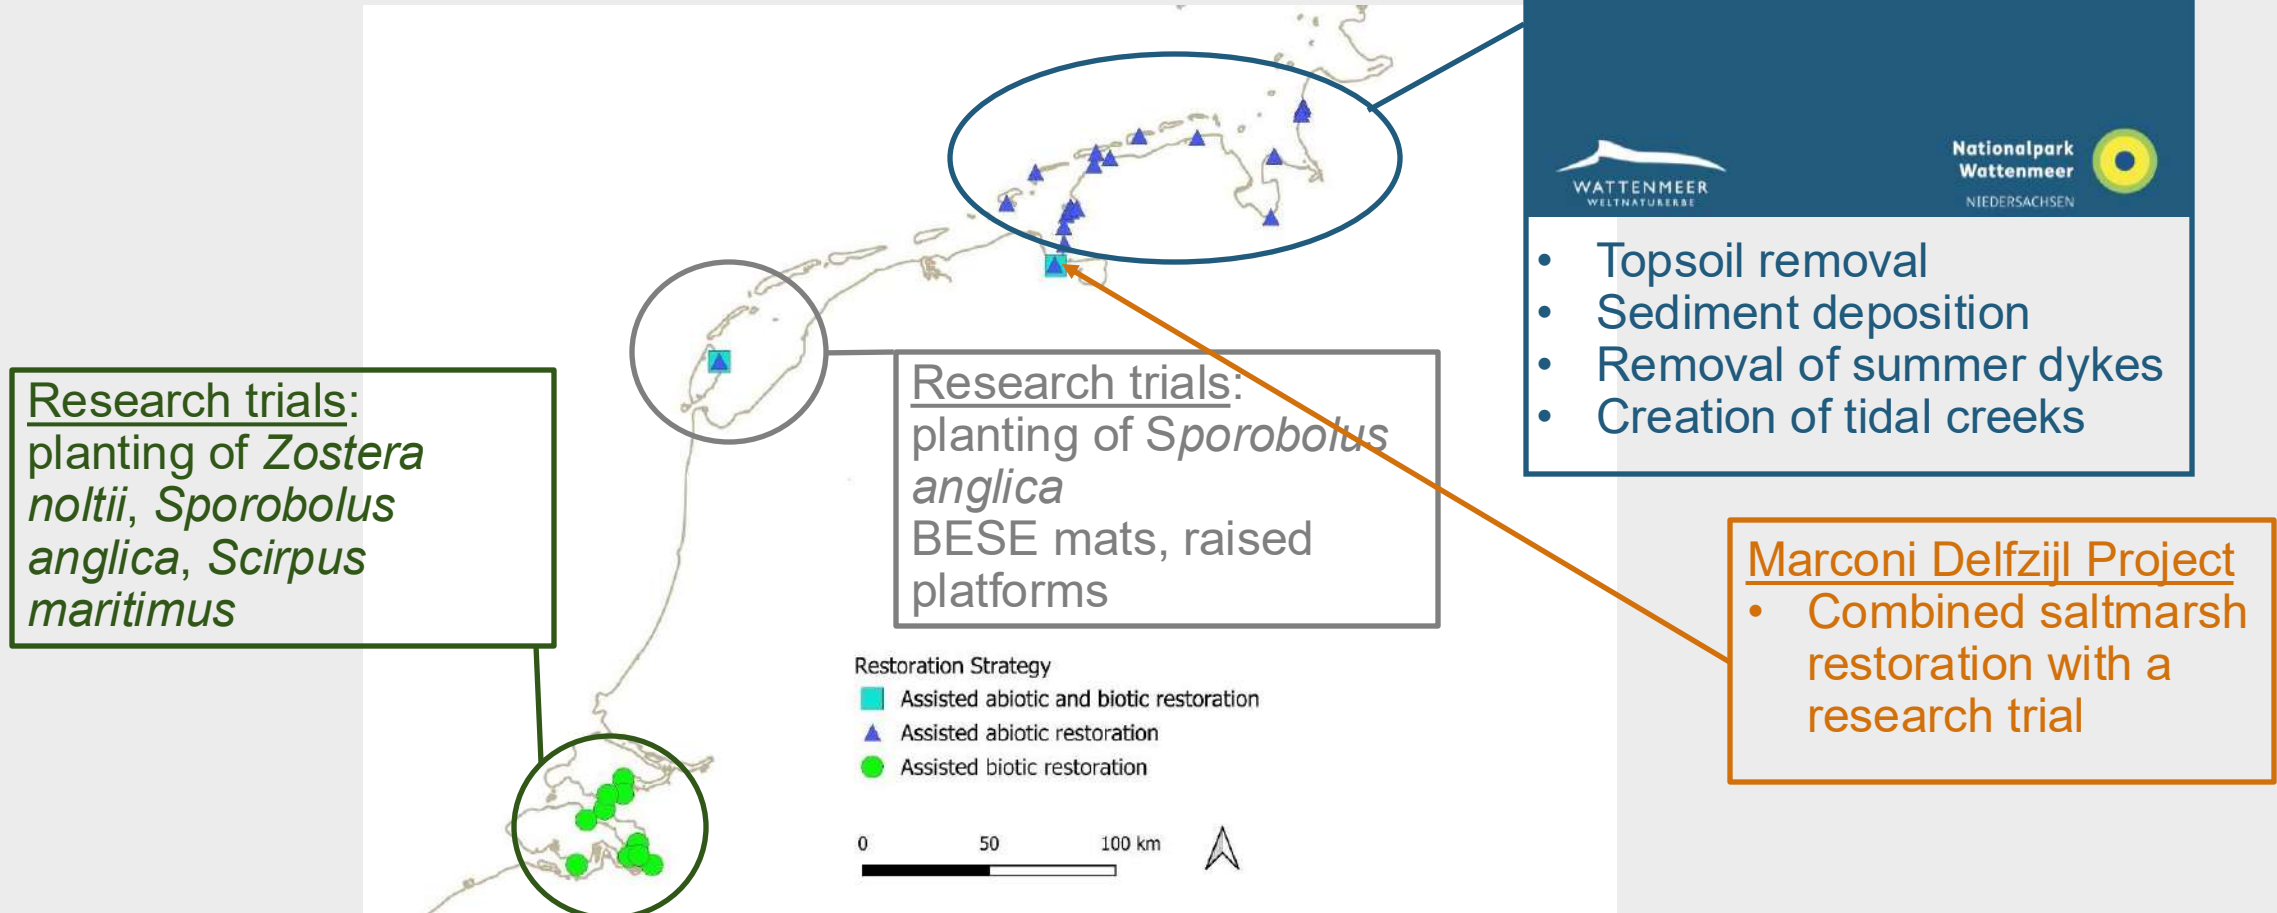 WATTENMEER
WELTNATURERBE
Nationalpark
Wattenmeer
NIEDERSACHSEN
• Topsoil removal
• Sediment deposition
• Removal of summer dykes
• Creation of tidal creeks
Research trials:
planting of Zostera
noltii, Sporobolus
anglica, Scirpus
maritimus
Research trials:
planting of Sporobolus
anglica
BESE mats, raised
platforms
Marconi Delfzijl Project
• Combined saltmarsh
restoration with a
research trial
Restoration Strategy
Assisted abiotic and biotic restoration
Assisted abiotic restoration
Assisted biotic restoration
0 50 100 km